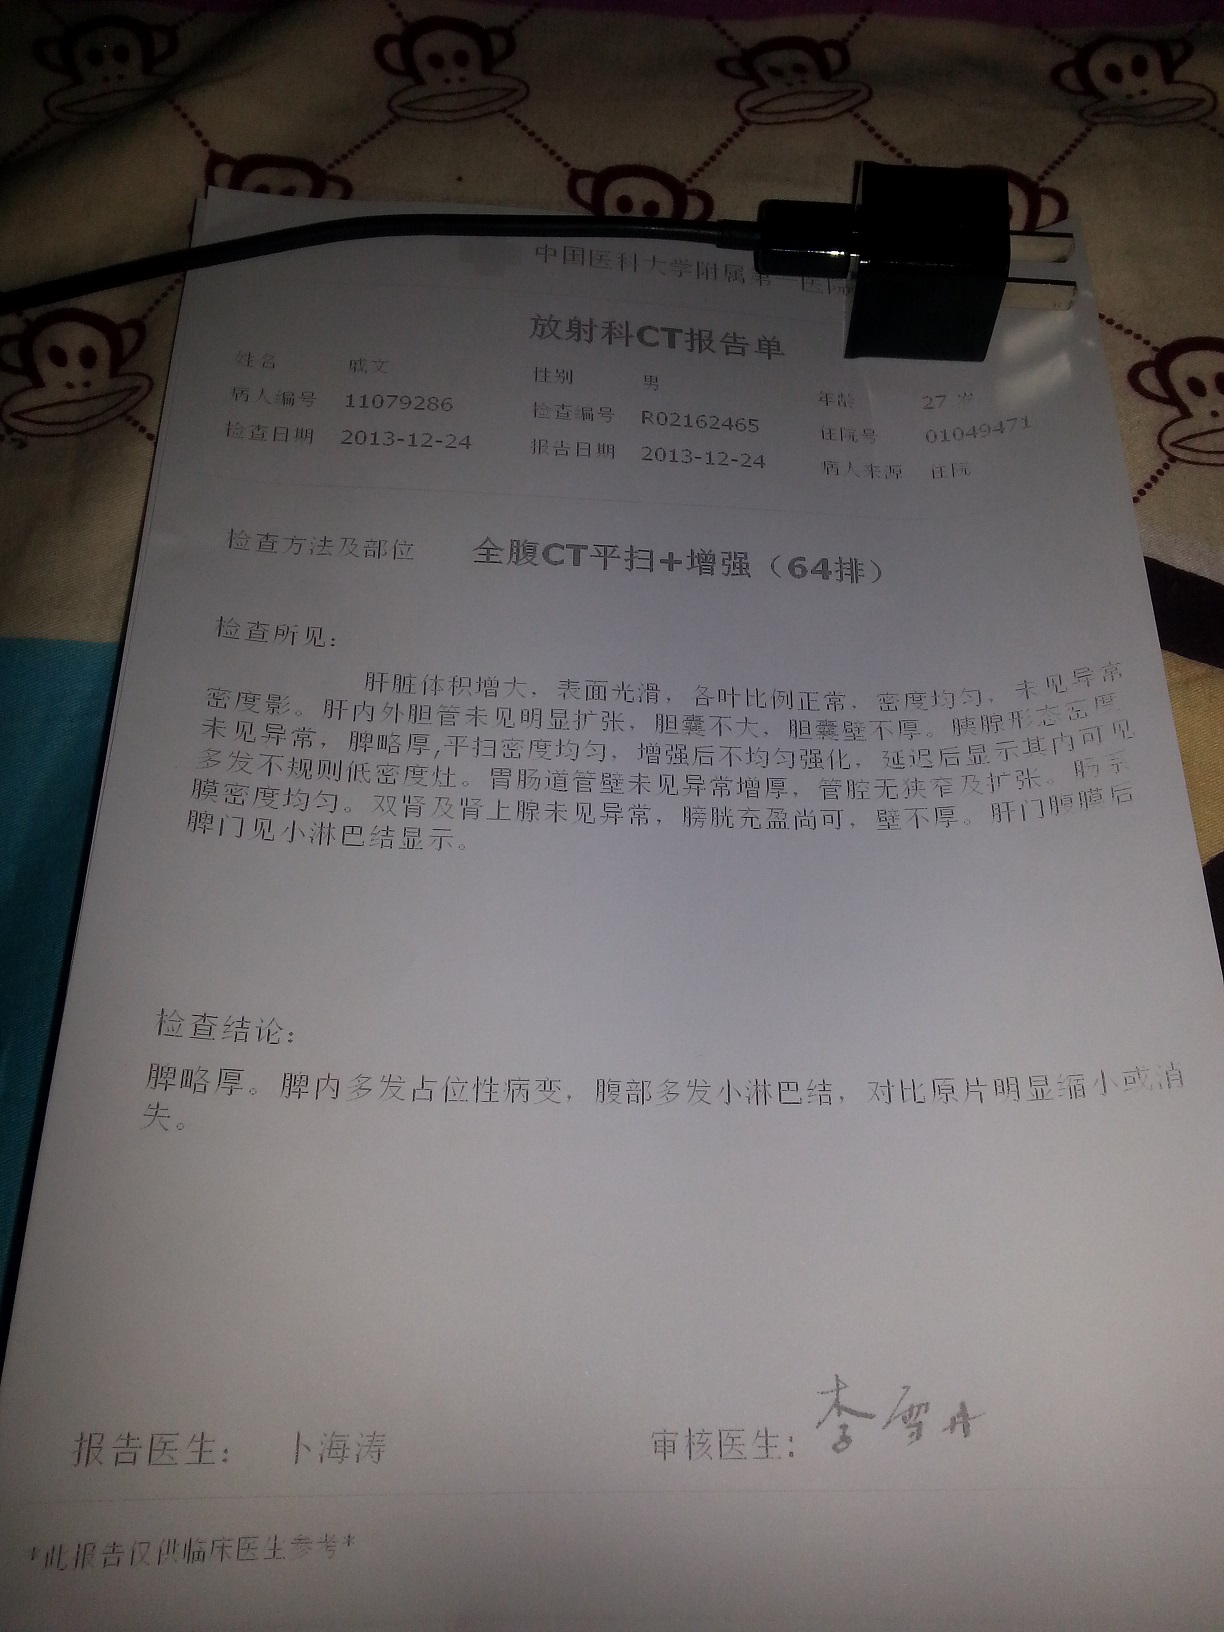 中国医科大学附属第一医院
放射科CT报告单
姓名 戚文 性别 男 年龄 27 岁
病人编号 11079286 检查编号 R02162465 住院号 01049471
检查日期 2013-12-24 报告日期 2013-12-24 病人来源 住院
检查方法及部位 全腹CT平扫+增强（64排）
检查所见：
肝脏体积增大，表面光滑，各叶比例正常，密度均匀，未见异常
密度影。肝内外胆管未见明显扩张，胆囊不大，胆囊壁不厚。胰腺形态密度
未见异常，脾略厚,平扫密度均匀，增强后不均匀强化，延迟后显示其内可见
多发不规则低密度灶。胃肠道管壁未见异常增厚，管腔无狭窄及扩张。肠系
膜密度均匀。双肾及肾上腺未见异常，膀胱充盈尚可，壁不厚。肝门腹膜后
脾门见小淋巴结显示。
检查结论：
脾略厚。脾内多发占位性病变，腹部多发小淋巴结，对比原片明显缩小或消
失。
报告医生： 卜海涛 审核医生： 李雪丹
*此报告仅供临床医生参考*